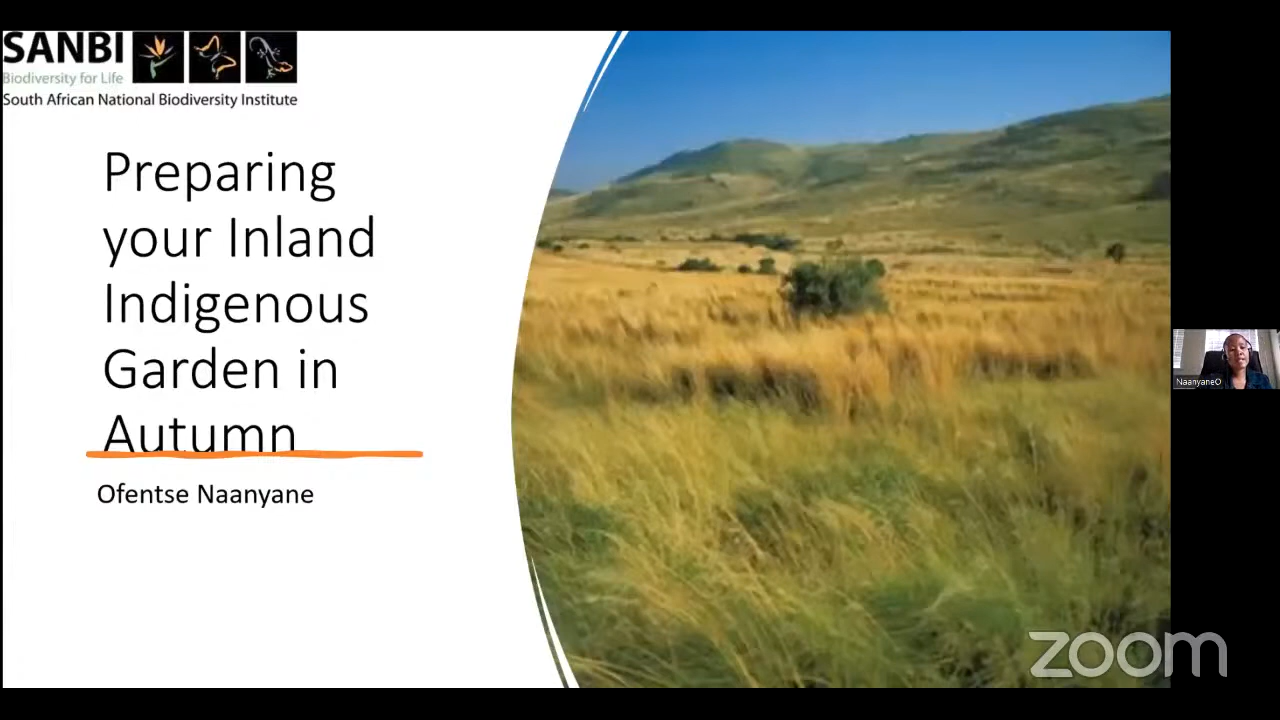 SANBI
Biodiversity for Life
South African National Biodiversity Institute
Preparing
your Inland
Indigenous
Garden in
Autumn
Ofentse Naanyane
NaanyaneO
zoom